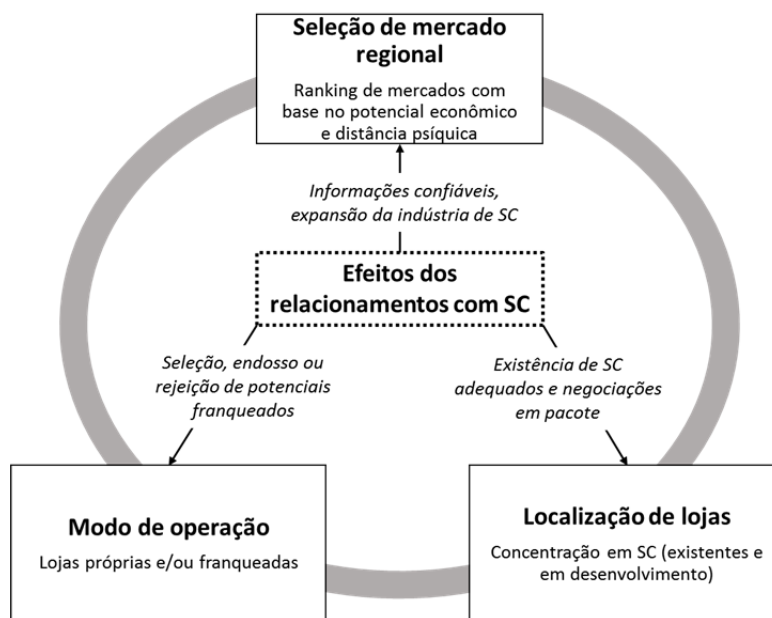 Seleção de mercado
regional
Ranking de mercados com
base no potencial econômico
e distância psíquica
Informações confiáveis,
expansão da indústria de SC
Efeitos dos
relacionamentos com SC
Seleção, endosso ou
rejeição de potenciais
franqueados
Existência de SC
adequados e negociações
em pacote
Modo de operação
Lojas próprias e/ou franqueadas
Localização de lojas
Concentração em SC (existentes e
em desenvolvimento)